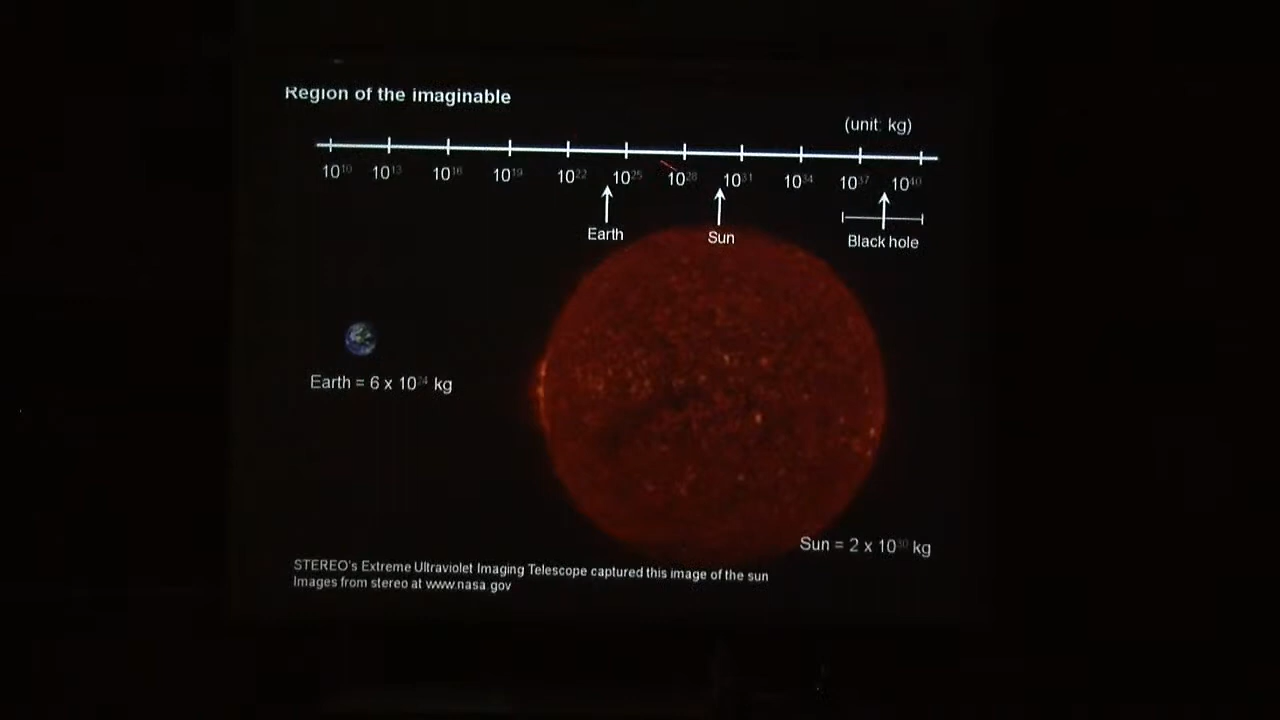 Region of the imaginable
(unit: kg)
10¹⁰ 10¹³ 10¹⁶ 10¹⁹ 10²² 10²⁵ 10²⁸ 10³¹ 10³⁴ 10³⁷ 10⁴⁰
Earth Sun Black hole
Earth = 6 x 10²⁴ kg
Sun = 2 x 10³⁰ kg
STEREO's Extreme Ultraviolet Imaging Telescope captured this image of the sun
Images from stereo at www.nasa.gov